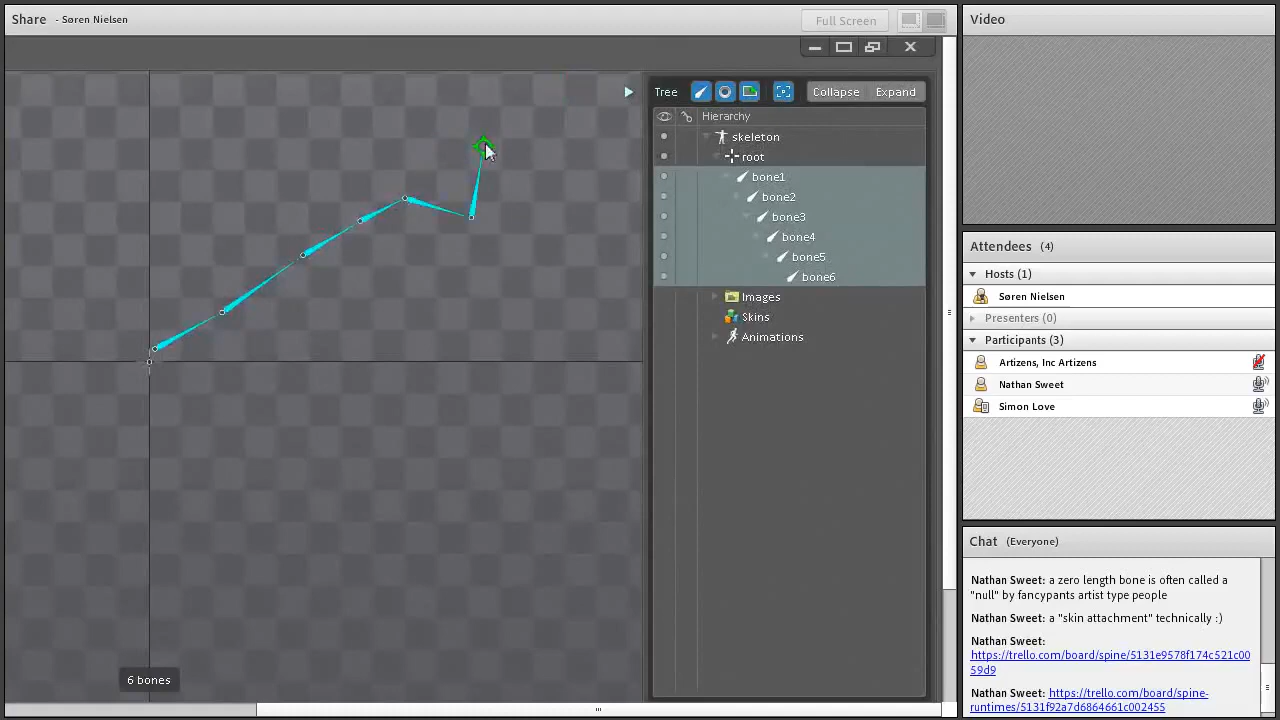 Share - Søren Nielsen
Full Screen
Tree
Collapse
Expand
Hierarchy
skeleton
root
bone1
bone2
bone3
bone4
bone5
bone6
Images
Skins
Animations
6 bones
Video
Attendees (4)
Hosts (1)
Søren Nielsen
Presenters (0)
Participants (3)
Artizens, Inc Artizens
Nathan Sweet
Simon Love
Chat (Everyone)
Nathan Sweet: a zero length bone is often called a
"null" by fancypants artist type people
Nathan Sweet: a "skin attachment" technically :)
Nathan Sweet:
https://trello.com/board/spine/5131e9578f174c521c00
59d9
Nathan Sweet: https://trello.com/board/spine-
runtimes/5131f92a7d6864661c002455